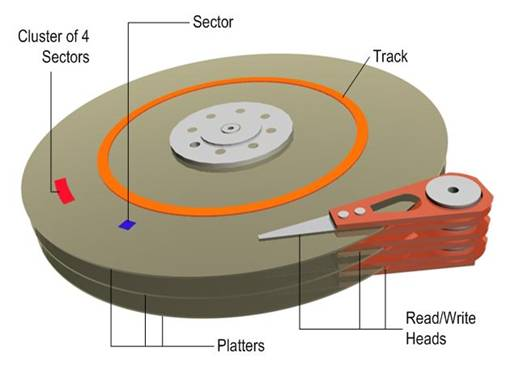 Sector
Cluster of 4
Sectors
Track
Read/Write
Heads
Platters